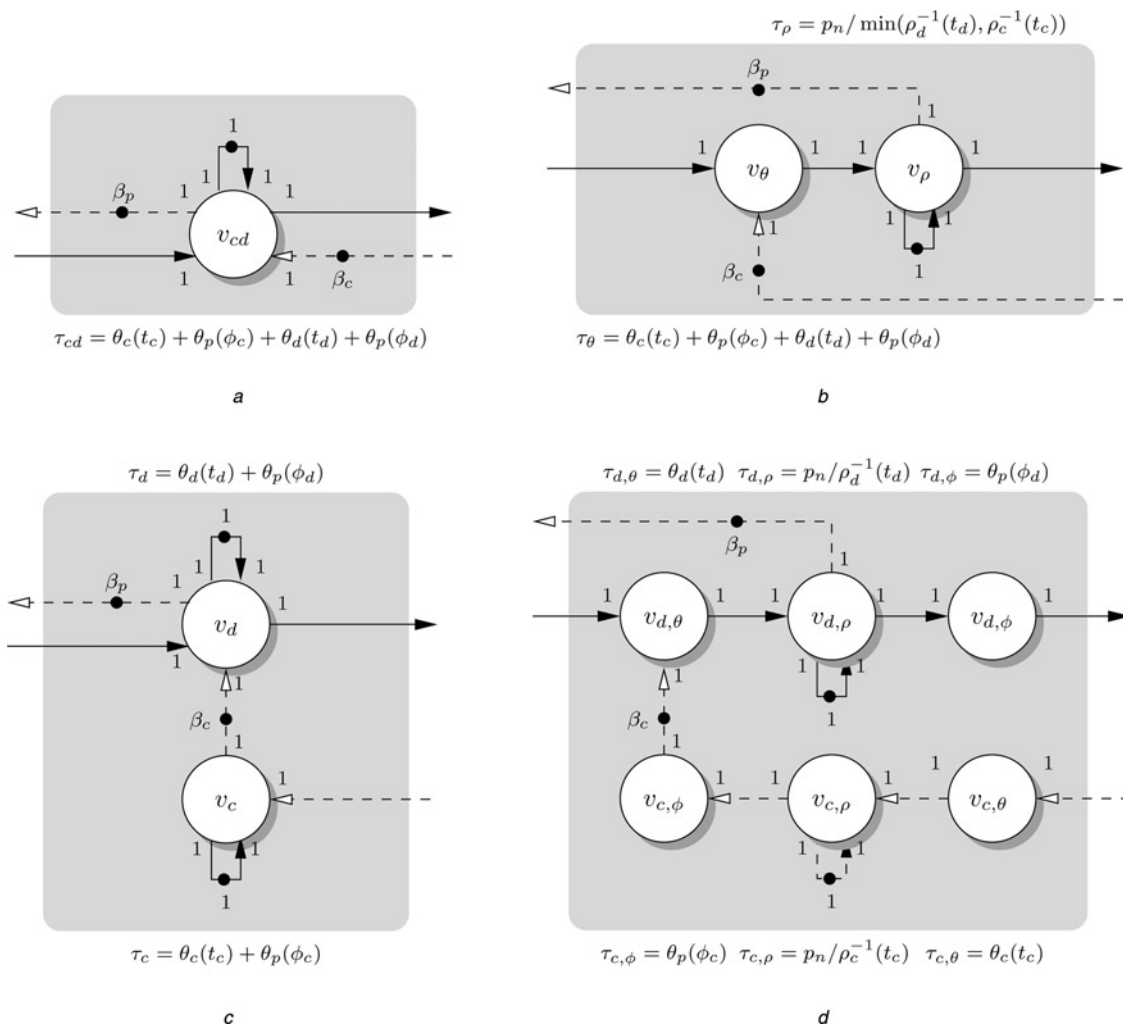 τ_ρ = p_n / min(ρ_d^{-1}(t_d), ρ_c^{-1}(t_c))
1
1 1
1 1
β_p
v_cd
1 1
β_c
τ_cd = θ_c(t_c) + θ_p(φ_c) + θ_d(t_d) + θ_p(φ_d)
a
β_p
1
1 1 1 1
v_θ v_ρ
1 1 1
β_c
1
τ_θ = θ_c(t_c) + θ_p(φ_c) + θ_d(t_d) + θ_p(φ_d)
b
τ_d = θ_d(t_d) + θ_p(φ_d)
1
1 1
β_p 1
1
v_d
1
1
β_c
1
1
v_c
1 1
1
τ_c = θ_c(t_c) + θ_p(φ_c)
c
τ_{d,θ} = θ_d(t_d) τ_{d,ρ} = p_n/ρ_d^{-1}(t_d) τ_{d,φ} = θ_p(φ_d)
β_p
1
1 1 1 1 1 1
v_{d,θ} v_{d,ρ} v_{d,φ}
1 1 1
β_c
1
1
1 1 1 1 1
v_{c,φ} v_{c,ρ} v_{c,θ}
1 1
1
τ_{c,φ} = θ_p(φ_c) τ_{c,ρ} = p_n/ρ_c^{-1}(t_c) τ_{c,θ} = θ_c(t_c)
d